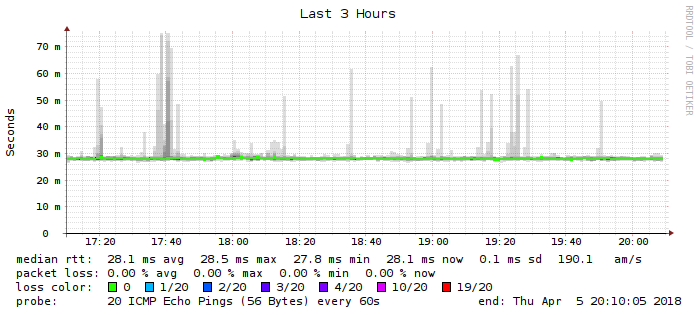 Last 3 Hours
RRDTOOL / TOBI OETIKER
Seconds
70 m
60 m
50 m
40 m
30 m
20 m
10 m
0
17:20 17:40 18:00 18:20 18:40 19:00 19:20 19:40 20:00
median rtt: 28.1 ms avg 28.5 ms max 27.8 ms min 28.1 ms now 0.1 ms sd 190.1 am/s
packet loss: 0.00 % avg 0.00 % max 0.00 % min 0.00 % now
loss color: 0 1/20 2/20 3/20 4/20 10/20 19/20
probe: 20 ICMP Echo Pings (56 Bytes) every 60s end: Thu Apr 5 20:10:05 2018